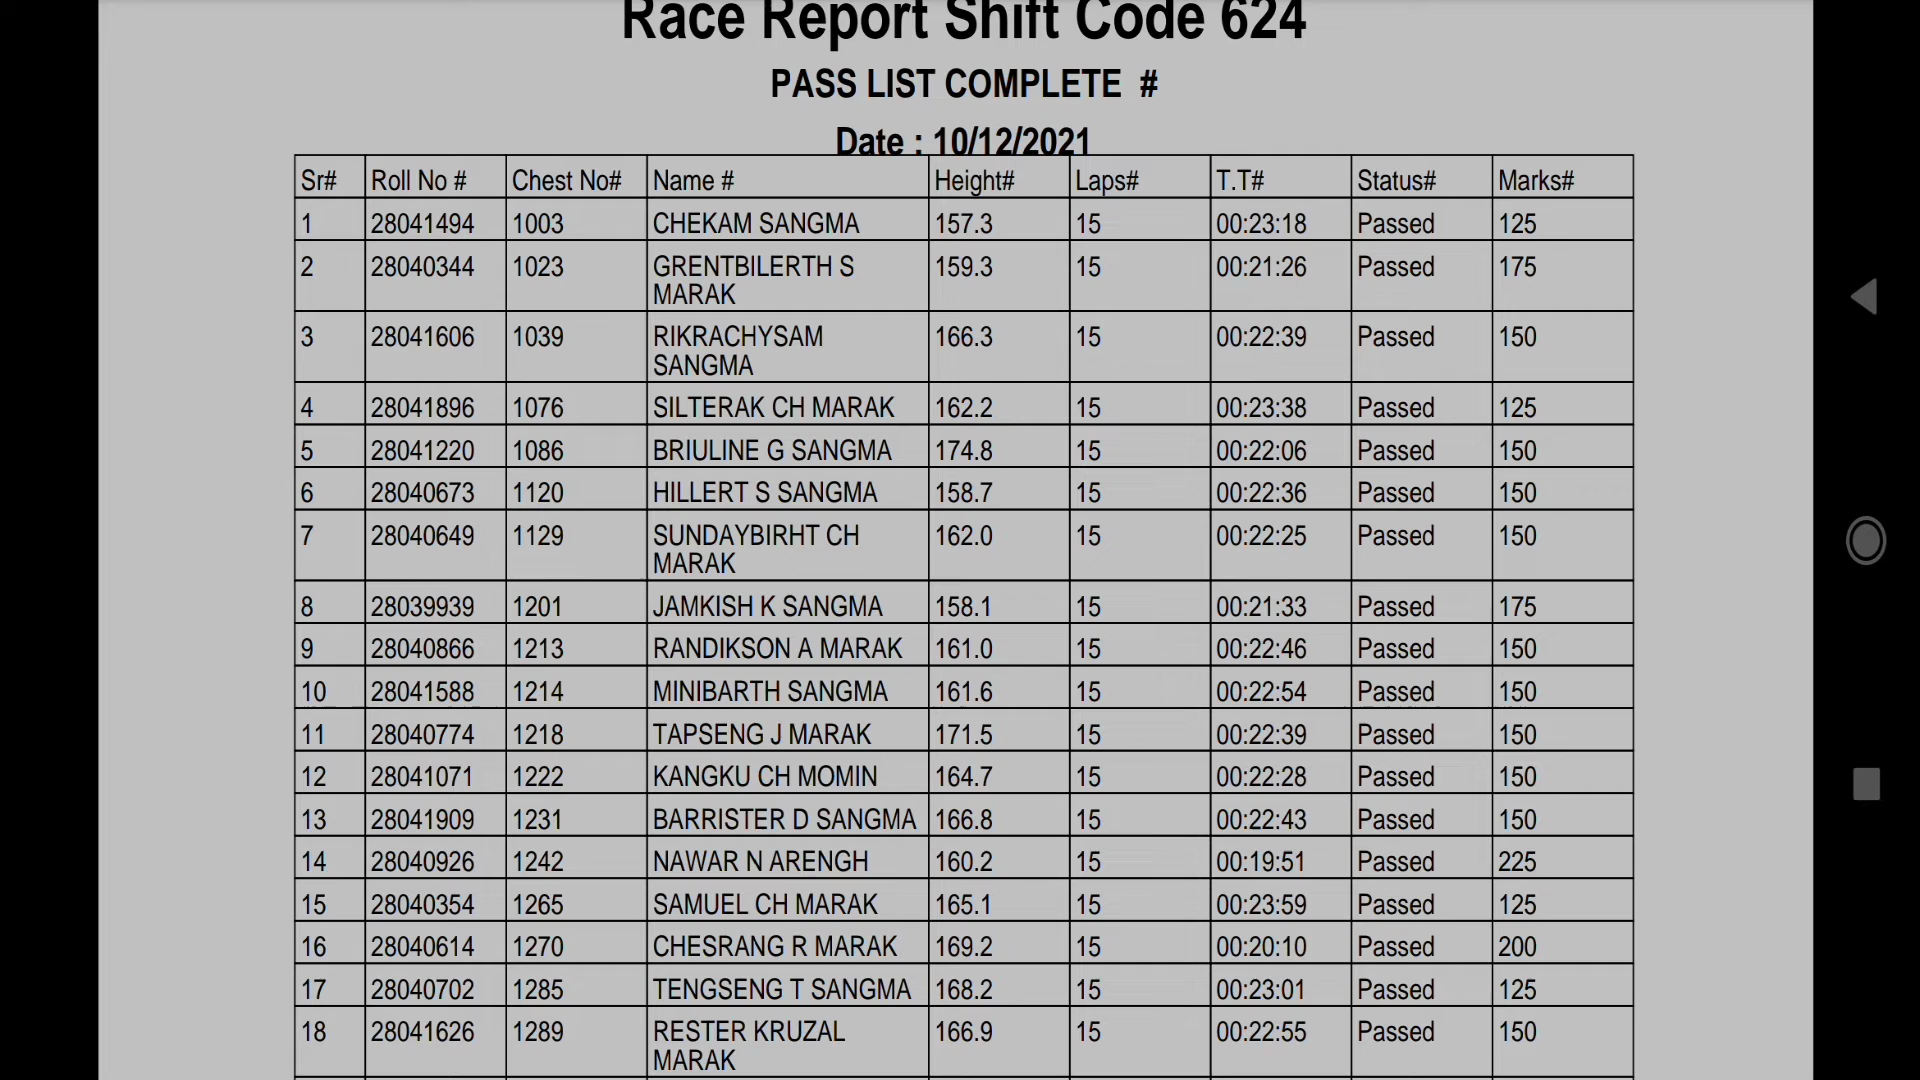 Race Report Shift Code 624
PASS LIST COMPLETE #
Date : 10/12/2021
Sr# Roll No # Chest No# Name # Height# Laps# T.T# Status# Marks#
1 28041494 1003 CHEKAM SANGMA 157.3 15 00:23:18 Passed 125
2 28040344 1023 GRENTBILERTH S 159.3 15 00:21:26 Passed 175
MARAK
3 28041606 1039 RIKRACHYSAM 166.3 15 00:22:39 Passed 150
SANGMA
4 28041896 1076 SILTERAK CH MARAK 162.2 15 00:23:38 Passed 125
5 28041220 1086 BRIULINE G SANGMA 174.8 15 00:22:06 Passed 150
6 28040673 1120 HILLERT S SANGMA 158.7 15 00:22:36 Passed 150
7 28040649 1129 SUNDAYBIRHT CH 162.0 15 00:22:25 Passed 150
MARAK
8 28039939 1201 JAMKISH K SANGMA 158.1 15 00:21:33 Passed 175
9 28040866 1213 RANDIKSON A MARAK 161.0 15 00:22:46 Passed 150
10 28041588 1214 MINIBARTH SANGMA 161.6 15 00:22:54 Passed 150
11 28040774 1218 TAPSENG J MARAK 171.5 15 00:22:39 Passed 150
12 28041071 1222 KANGKU CH MOMIN 164.7 15 00:22:28 Passed 150
13 28041909 1231 BARRISTER D SANGMA 166.8 15 00:22:43 Passed 150
14 28040926 1242 NAWAR N ARENGH 160.2 15 00:19:51 Passed 225
15 28040354 1265 SAMUEL CH MARAK 165.1 15 00:23:59 Passed 125
16 28040614 1270 CHESRANG R MARAK 169.2 15 00:20:10 Passed 200
17 28040702 1285 TENGSENG T SANGMA 168.2 15 00:23:01 Passed 125
18 28041626 1289 RESTER KRUZAL 166.9 15 00:22:55 Passed 150
MARAK